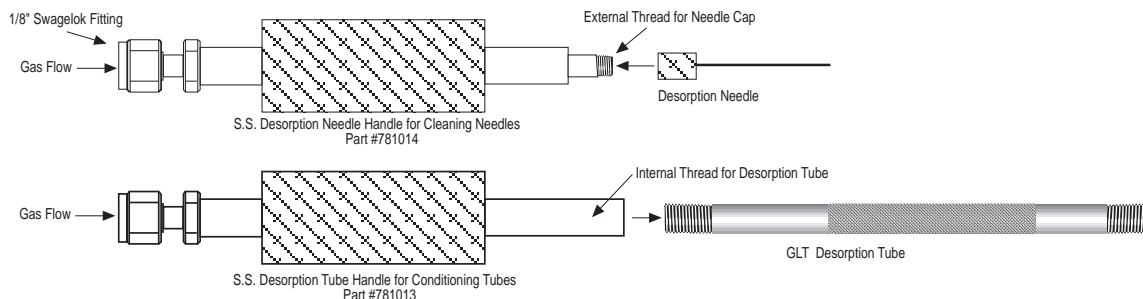 1/8" Swagelok Fitting
External Thread for Needle Cap
Gas Flow
Desorption Needle
S.S. Desorption Needle Handle for Cleaning Needles
Part #781014
Internal Thread for Desorption Tube
Gas Flow
GLT Desorption Tube
S.S. Desorption Tube Handle for Conditioning Tubes
Part #781013